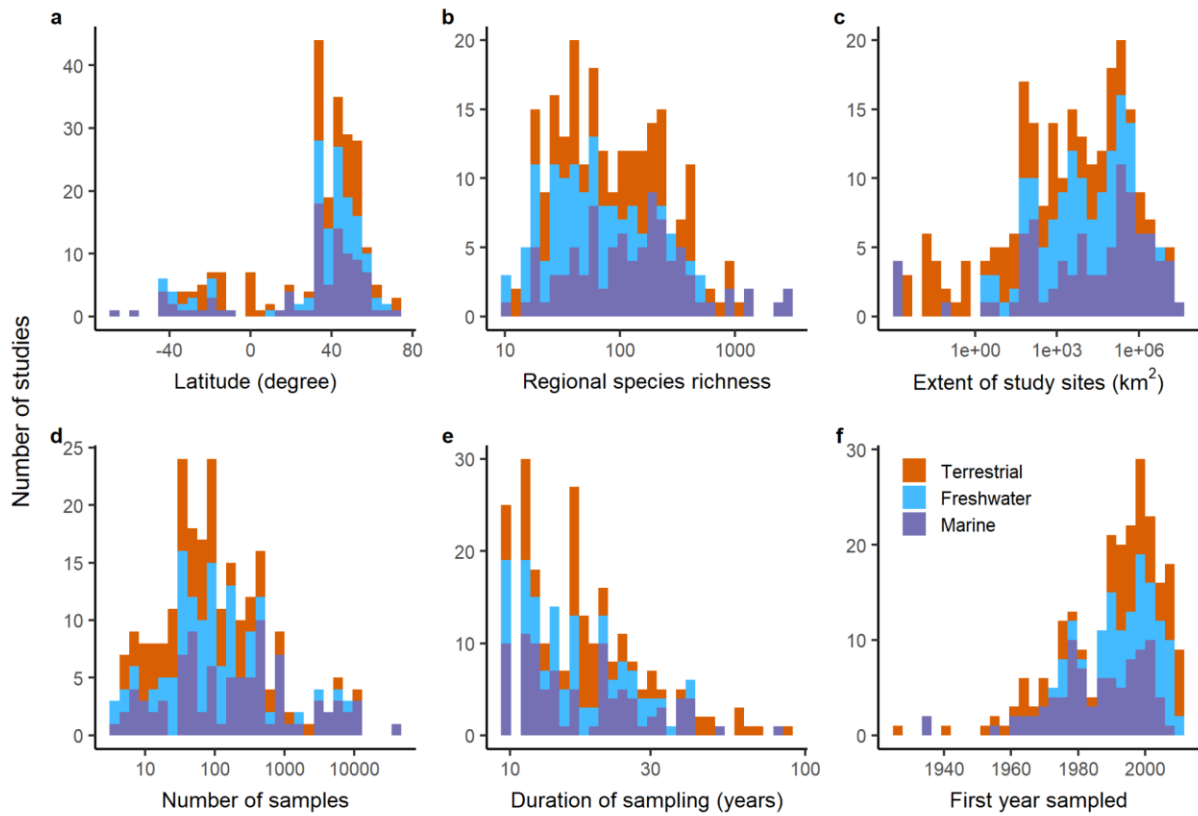 a
b
c
40
30
20
10
0
-40
0
40
80
Latitude (degree)
20
15
10
5
0
10
100
1000
Regional species richness
20
15
10
5
0
1e+00
1e+03
1e+06
Extent of study sites (km²)
Number of studies
d
e
f
25
20
15
10
5
0
10
100
1000
10000
Number of samples
30
20
10
0
10
30
100
Duration of sampling (years)
30
20
10
0
Terrestrial
Freshwater
Marine
1940
1960
1980
2000
First year sampled